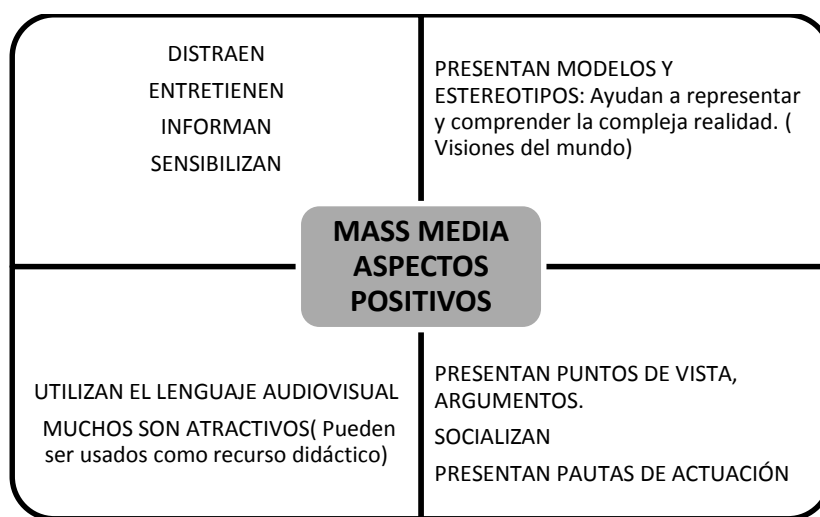 DISTRAEN
ENTRETIENEN
INFORMAN
SENSIBILIZAN
PRESENTAN MODELOS Y
ESTEREOTIPOS: Ayudan a representar
y comprender la compleja realidad. (
Visiones del mundo)
MASS MEDIA
ASPECTOS
POSITIVOS
UTILIZAN EL LENGUAJE AUDIOVISUAL
MUCHOS SON ATRACTIVOS( Pueden
ser usados como recurso didáctico)
PRESENTAN PUNTOS DE VISTA,
ARGUMENTOS.
SOCIALIZAN
PRESENTAN PAUTAS DE ACTUACIÓN